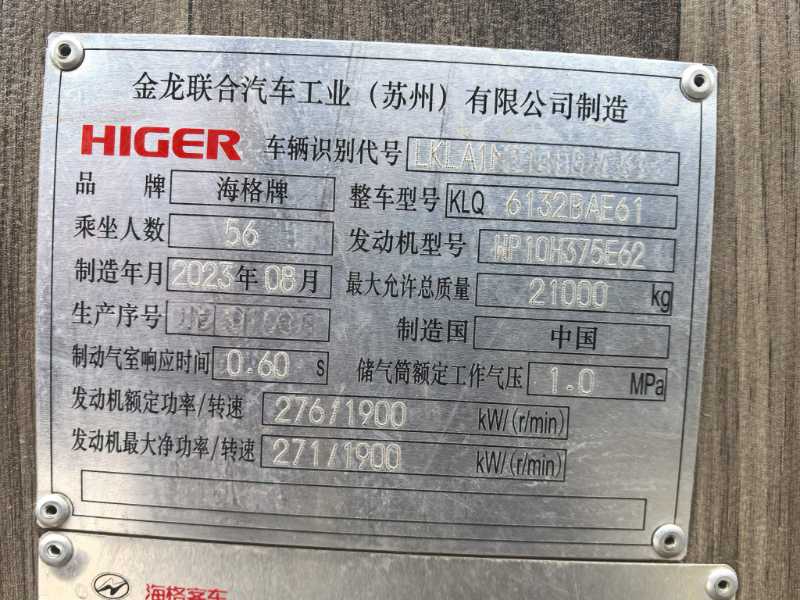 金龙联合汽车工业（苏州）有限公司制造
HIGER 车辆识别代号
品 牌 海格牌 整车型号 KLQ 6132BAE61
乘坐人数 56 发动机型号 WP10H375E62
制造年月 2023年08月 最大允许总质量 21000 kg
生产序号 制造国 中国
制动气室响应时间 0.60 s 储气筒额定工作气压 1.0 MPa
发动机额定功率/转速 276/1900 kW/(r/min)
发动机最大净功率/转速 271/1900 kW/(r/min)
海格客车